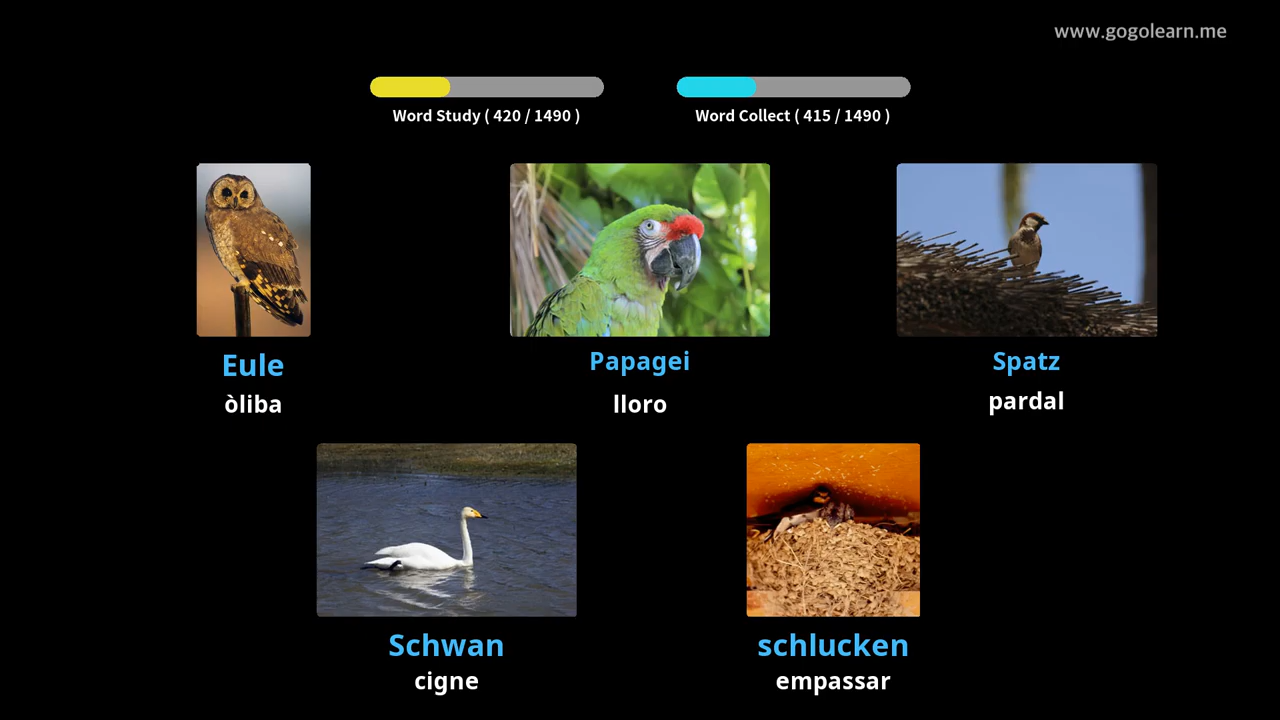 www.gogolearn.me
Word Study ( 420 / 1490 )
Word Collect ( 415 / 1490 )
Eule
òliba
Papagei
lloro
Spatz
pardal
Schwan
cigne
schlucken
empassar